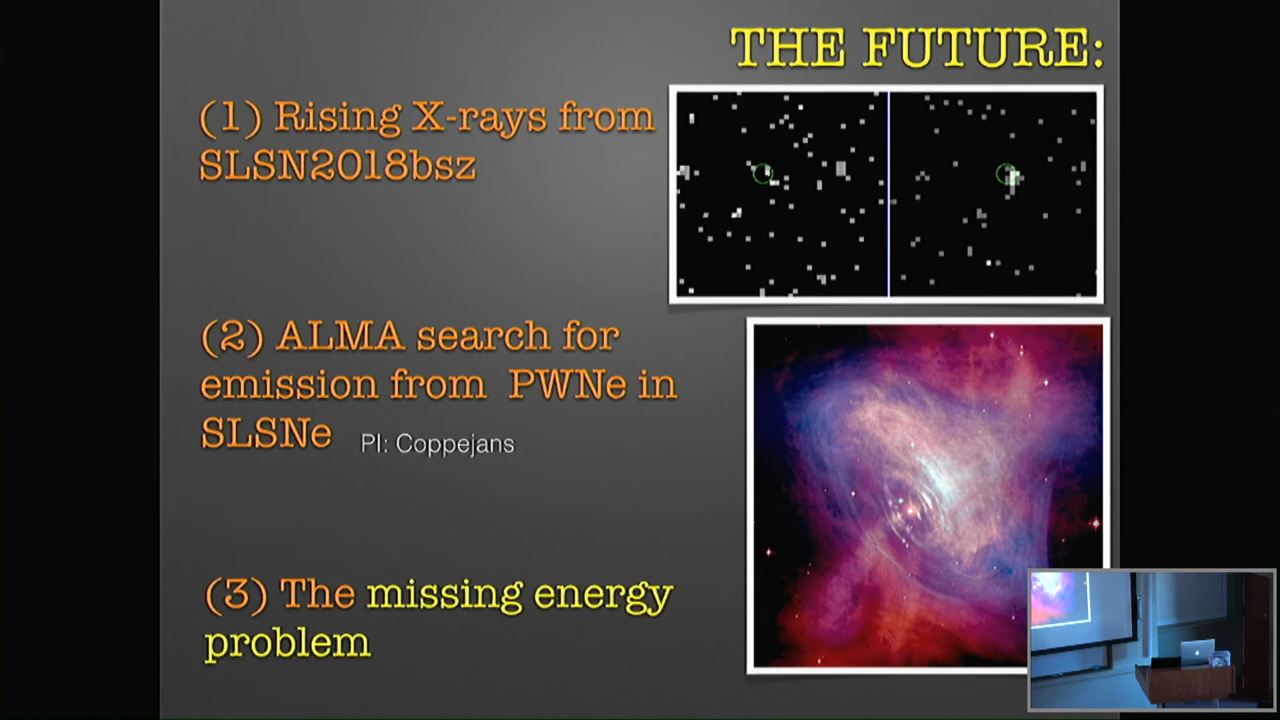 THE FUTURE:
(1) Rising X-rays from
SLSN2018bsz
(2) ALMA search for
emission from PWNe in
SLSNe PI: Coppejans
(3) The missing energy
problem